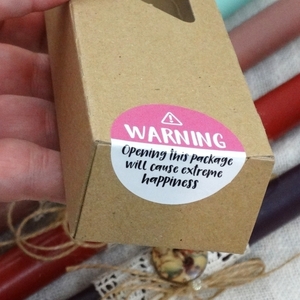 WARNING
Opening this package
will cause extreme
happiness